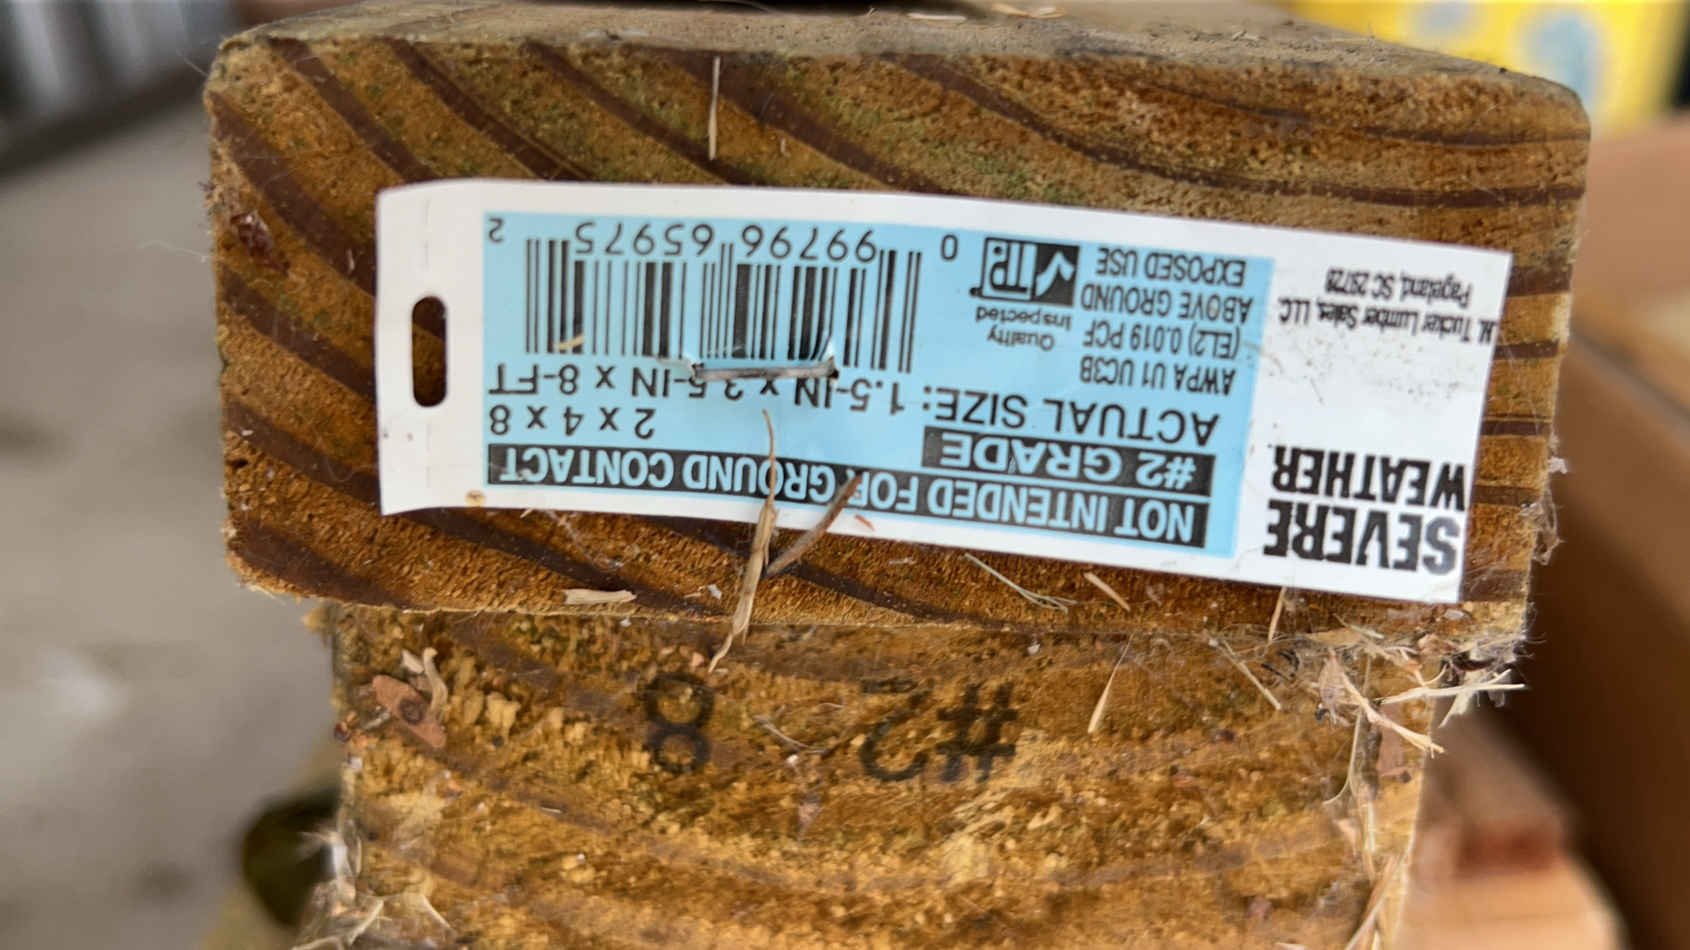 SEVERE
WEATHER.
J.H. Tucker Lumber Sales, LLC
Pageland, SC 29728
NOT INTENDED FOR GROUND CONTACT
#2 GRADE
2 x 4 x 8
ACTUAL SIZE: 1.5-IN x 3.5-IN x 8-FT
AWPA U1 UC3B
(EL2) 0.019 PCF
ABOVE GROUND
EXPOSED USE
Quality
Inspected
TP
0 99796 65975 2
#2 8